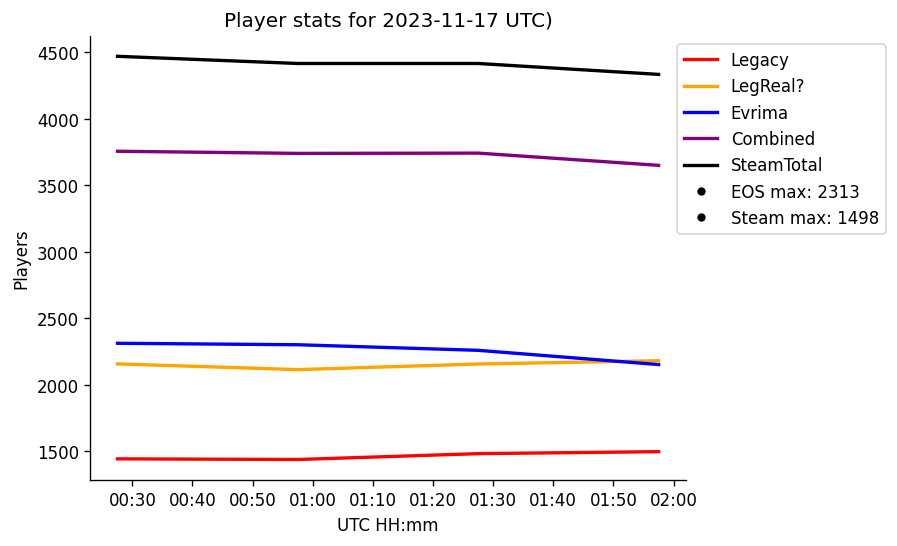 Player stats for 2023-11-17 UTC)
4500
4000
3500
3000
2500
2000
1500
Players
00:30 00:40 00:50 01:00 01:10 01:20 01:30 01:40 01:50 02:00
UTC HH:mm
Legacy
LegReal?
Evrima
Combined
SteamTotal
EOS max: 2313
Steam max: 1498